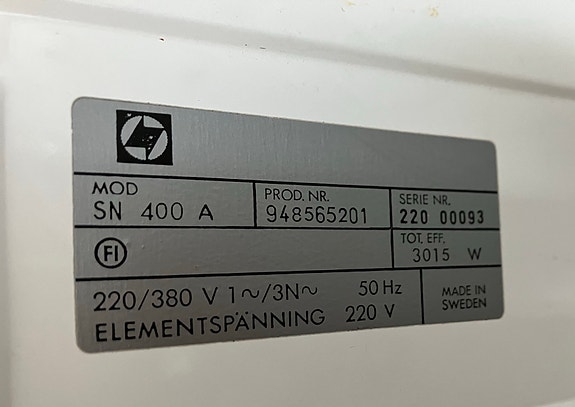 MOD
SN 400 A
PROD. NR.
948565201
SERIE NR.
220 00093
FI
TOT. EFF.
3015 W
220/380 V 1~/3N~ 50 Hz
ELEMENTSPÄNNING 220 V
MADE IN
SWEDEN